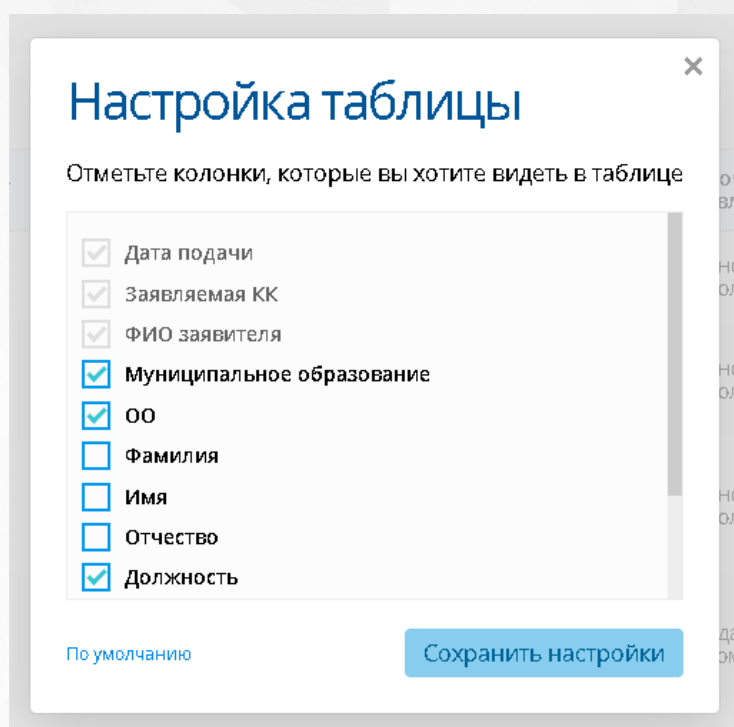 Настройка таблицы
Отметьте колонки, которые вы хотите видеть в таблице
Дата подачи
Заявляемая КК
ФИО заявителя
Муниципальное образование
ОО
Фамилия
Имя
Отчество
Должность
По умолчанию
Сохранить настройки